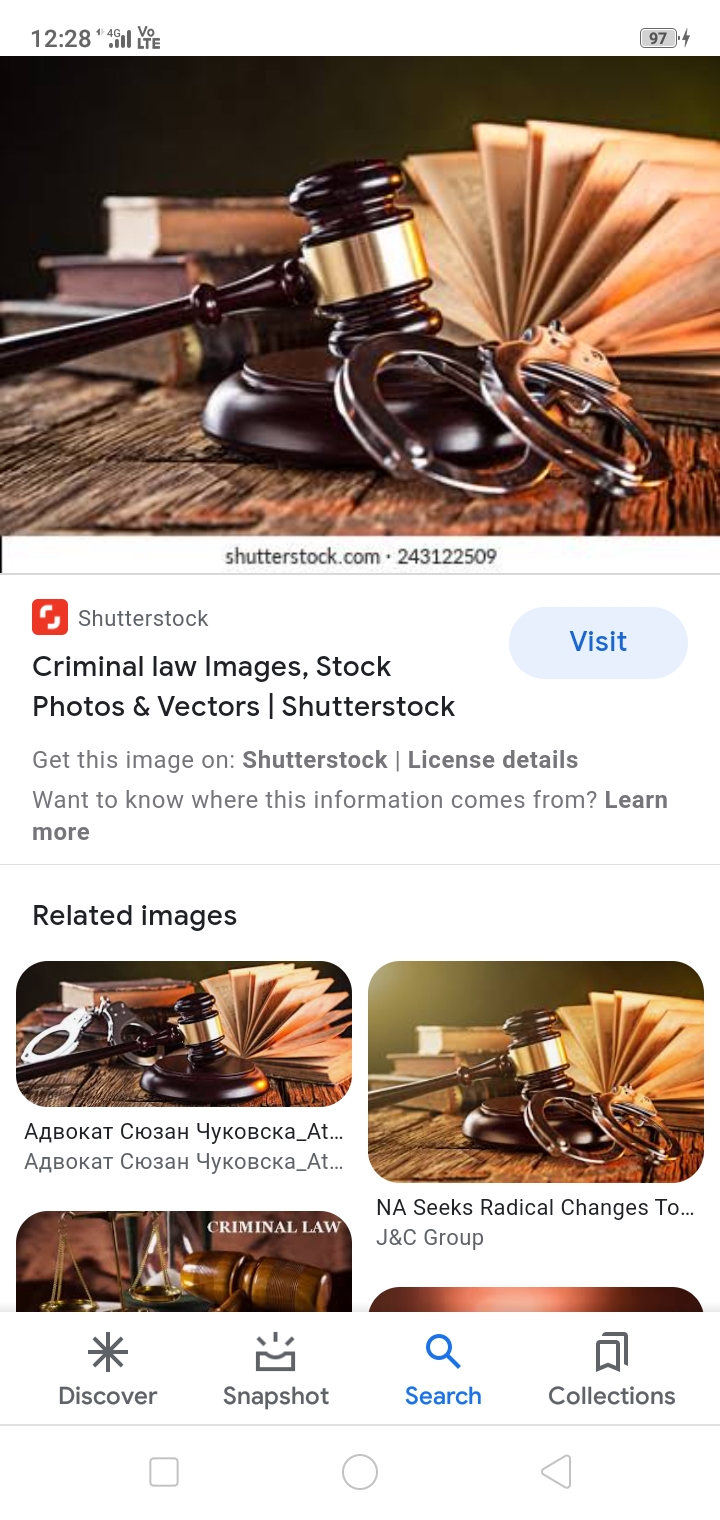 12:28 4G Vo LTE 97
shutterstock.com · 243122509
Shutterstock
Visit
Criminal law Images, Stock
Photos & Vectors | Shutterstock
Get this image on: Shutterstock | License details
Want to know where this information comes from? Learn
more
Related images
Адвокат Сюзан Чуковска_At...
Адвокат Сюзан Чуковска_At...
NA Seeks Radical Changes To...
J&C Group
CRIMINAL LAW
Discover Snapshot Search Collections